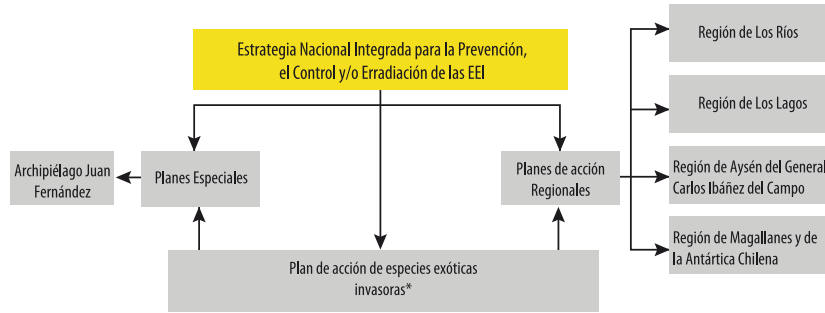 Estrategia Nacional Integrada para la Prevención,
el Control y/o Erradiación de las EEI
Región de Los Ríos
Región de Los Lagos
Archipiélago Juan
Fernández
Planes Especiales
Planes de acción
Regionales
Región de Aysén del General
Carlos Ibáñez del Campo
Región de Magallanes y de
la Antártica Chilena
Plan de acción de especies exóticas
invasoras*